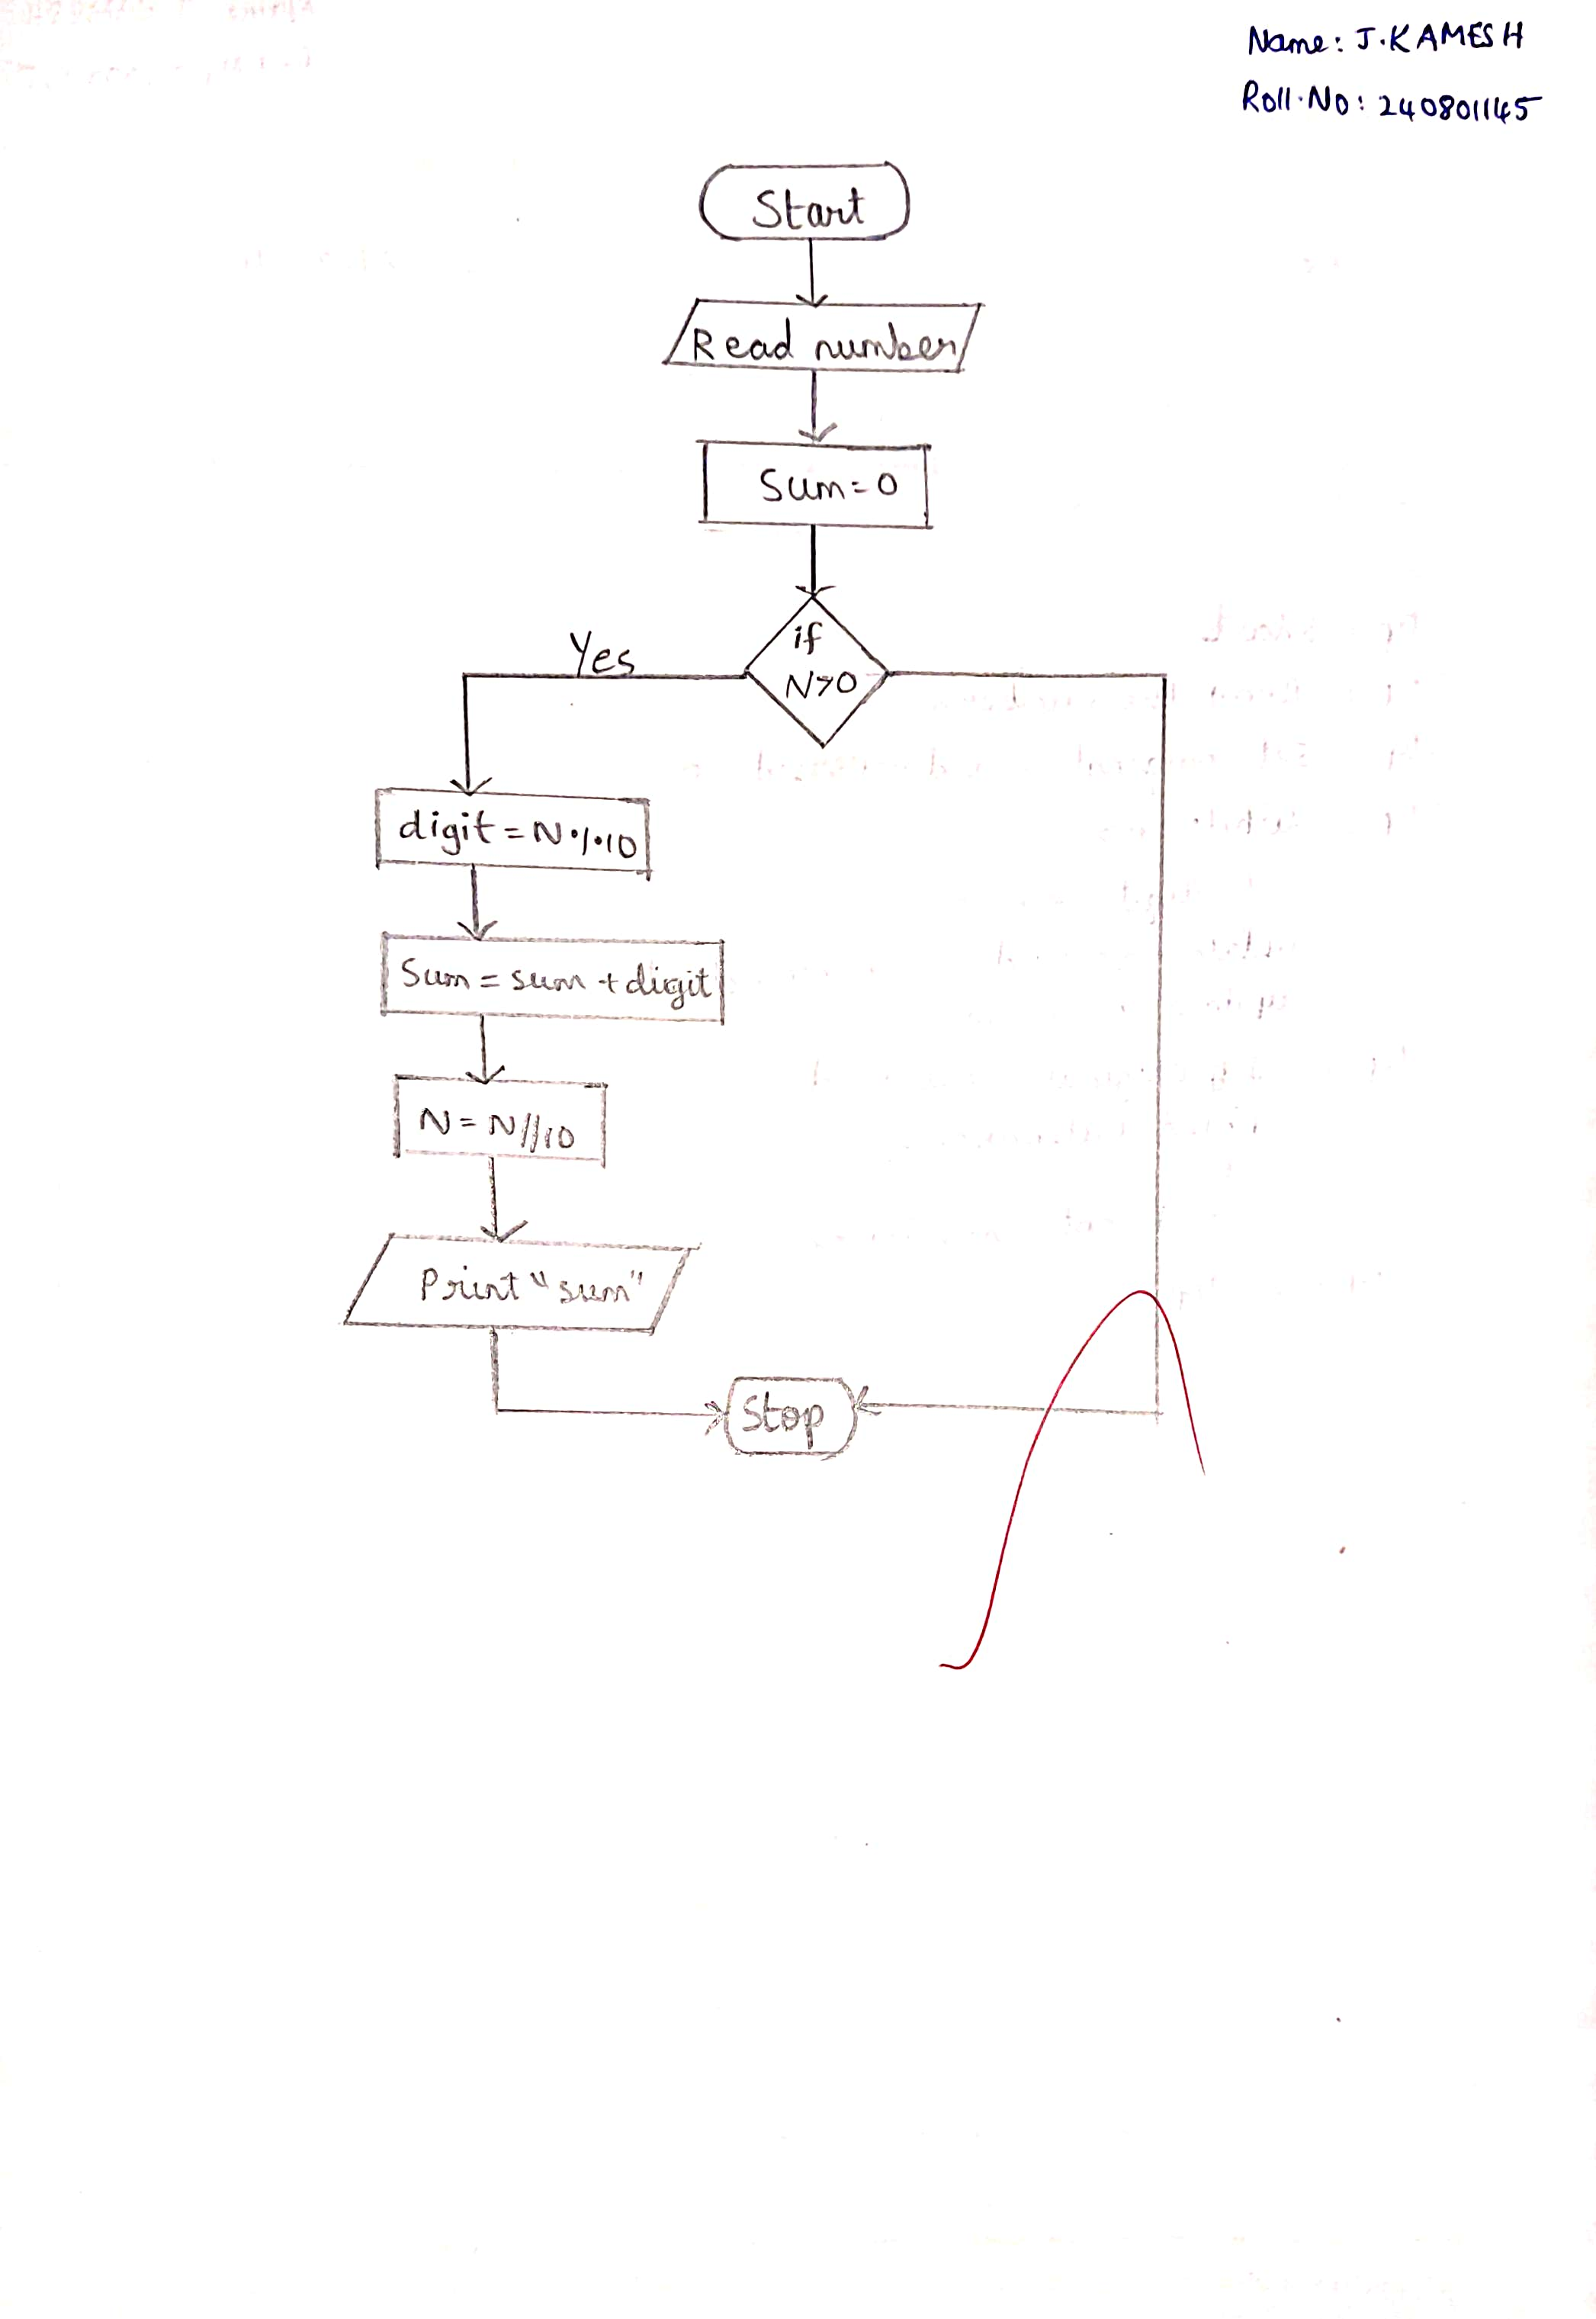 Name: J.KAMESH
Roll.No: 240801145
Start
Read number
Sum=0
if
N>0
Yes
digit=N%10
Sum=sum+digit
N=N//10
Print "sum"
Stop